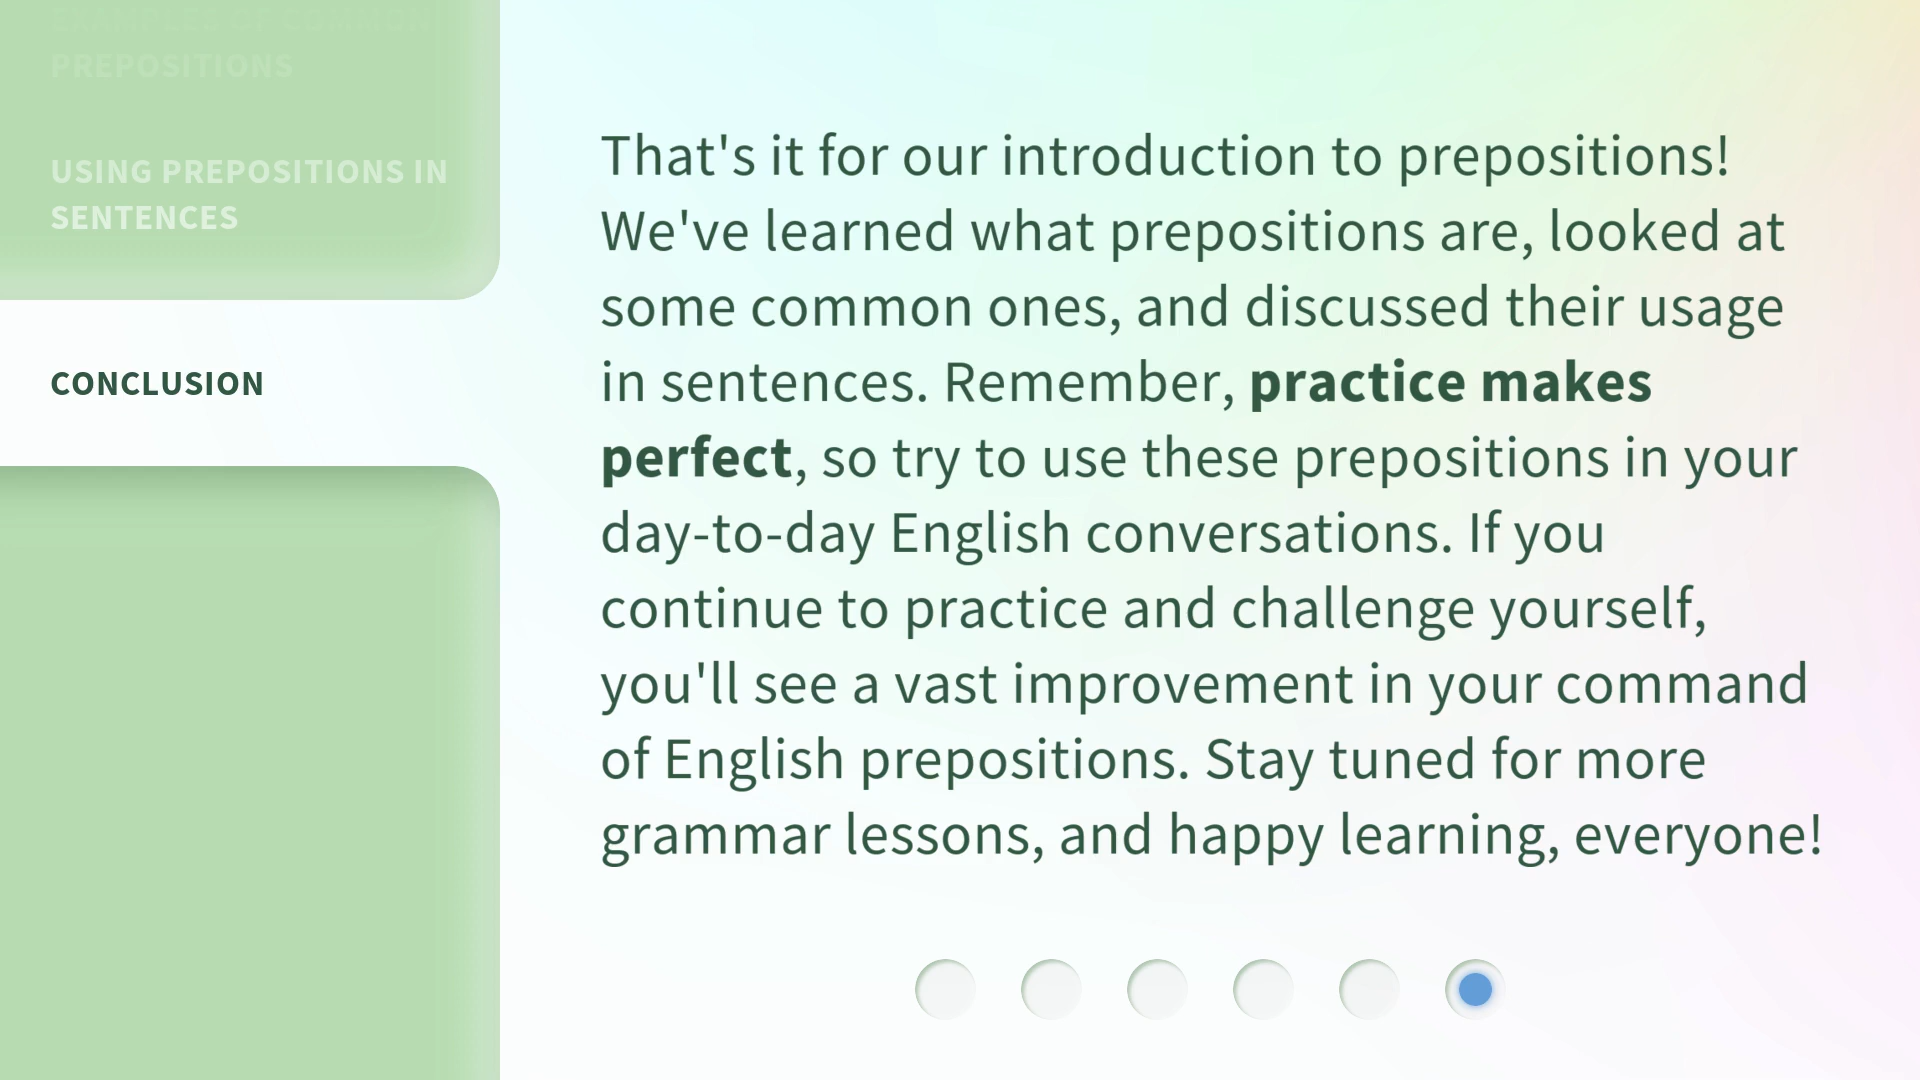 EXAMPLES OF COMMON
PREPOSITIONS
USING PREPOSITIONS IN
SENTENCES
CONCLUSION
That's it for our introduction to prepositions!
We've learned what prepositions are, looked at
some common ones, and discussed their usage
in sentences. Remember, practice makes
perfect, so try to use these prepositions in your
day-to-day English conversations. If you
continue to practice and challenge yourself,
you'll see a vast improvement in your command
of English prepositions. Stay tuned for more
grammar lessons, and happy learning, everyone!